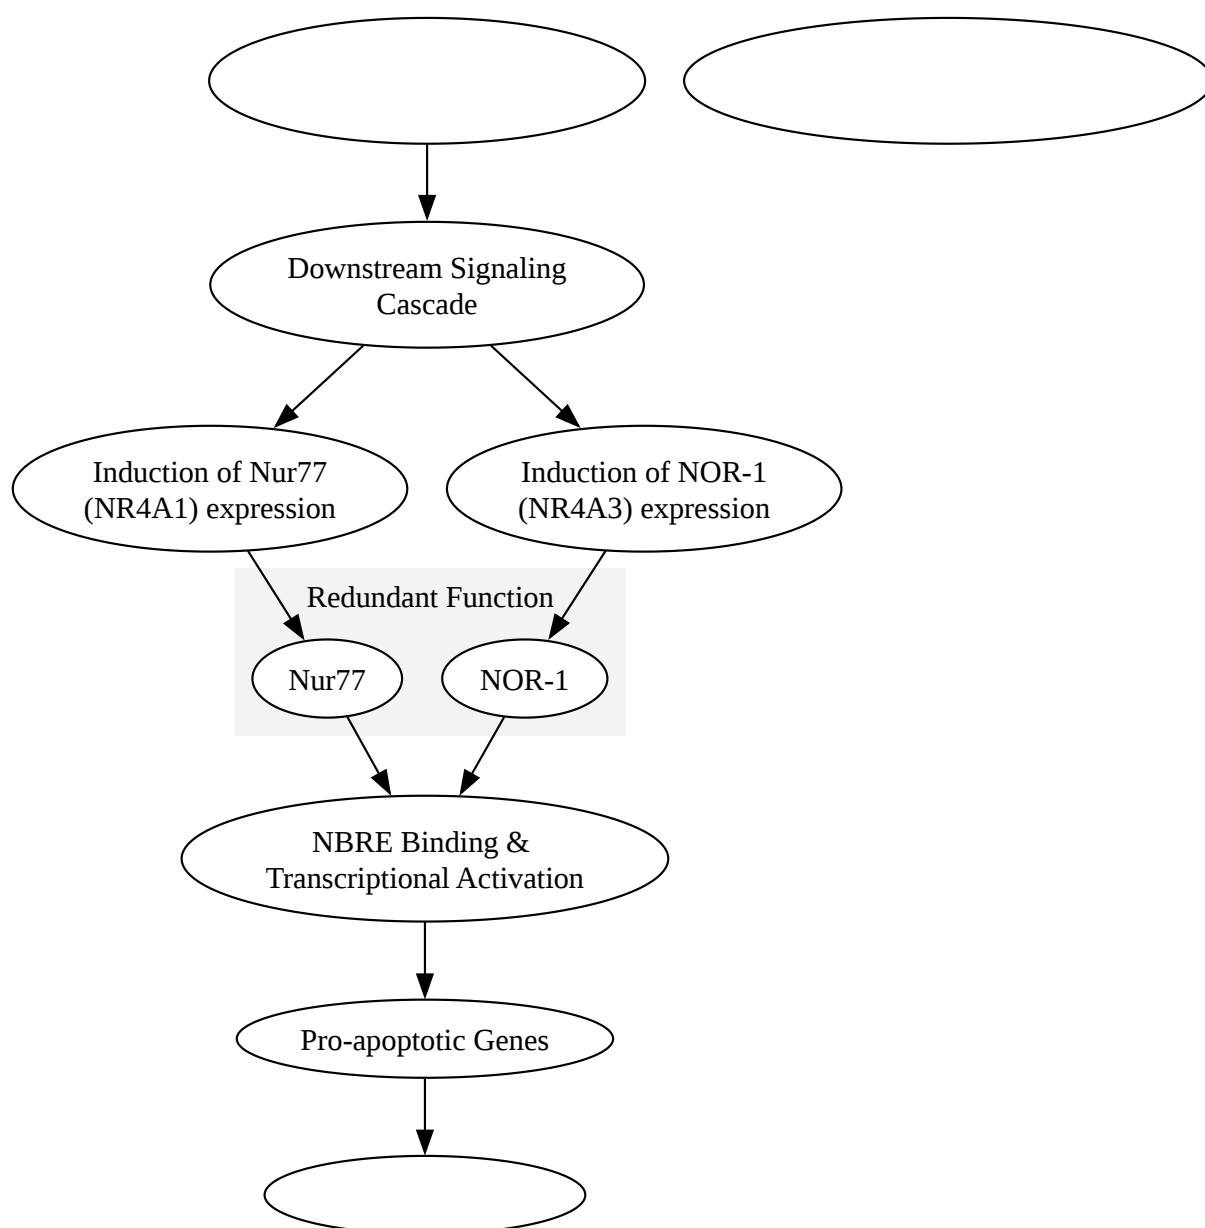 Downstream Signaling
Cascade
Induction of Nur77
(NR4A1) expression
Induction of NOR-1
(NR4A3) expression
Redundant Function
Nur77
NOR-1
NBRE Binding &
Transcriptional Activation
Pro-apoptotic Genes